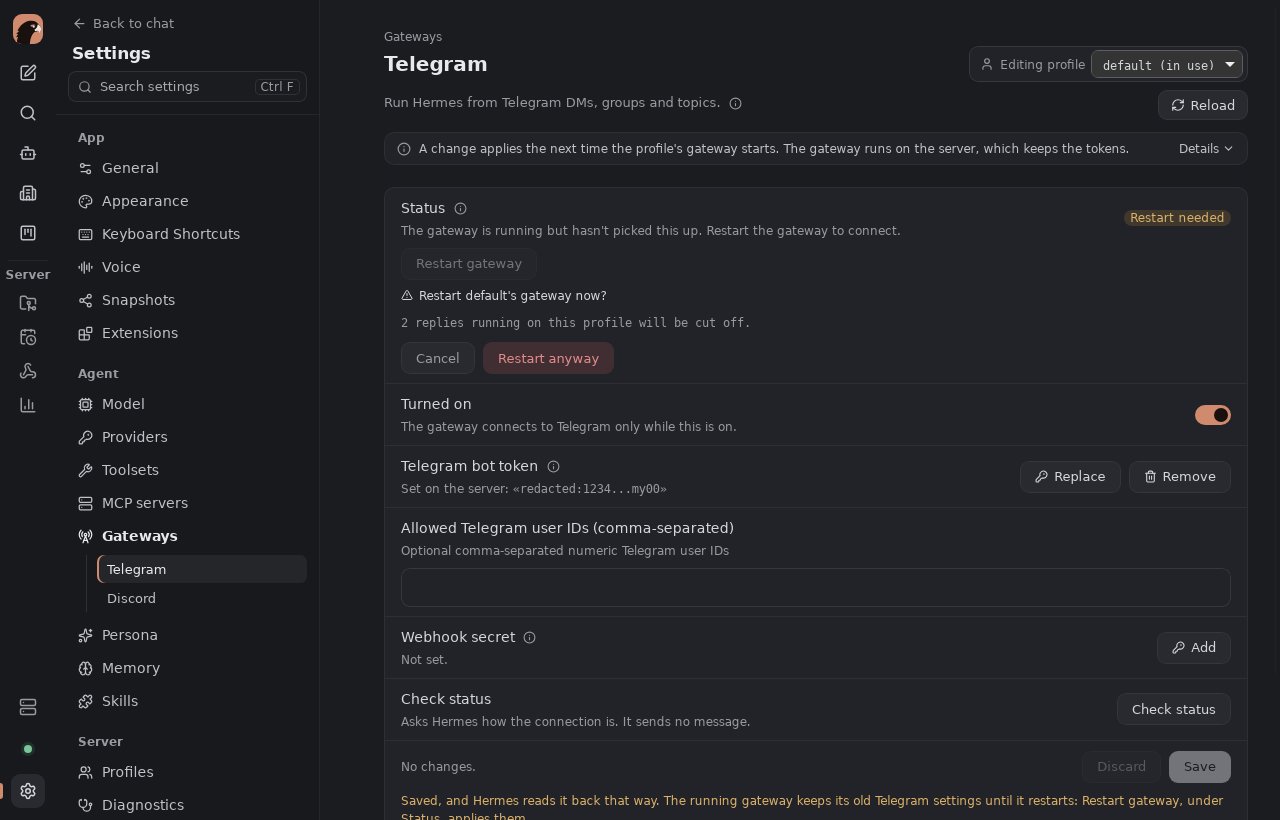 Back to chat
Settings
Search settings
Ctrl F
App
General
Appearance
Keyboard Shortcuts
Voice
Snapshots
Extensions
Agent
Model
Providers
Toolsets
MCP servers
Gateways
Telegram
Discord
Persona
Memory
Skills
Server
Profiles
Diagnostics
Server
Gateways
Telegram
Editing profile
default (in use)
Run Hermes from Telegram DMs, groups and topics.
Reload
A change applies the next time the profile's gateway starts. The gateway runs on the server, which keeps the tokens.
Details
Status
Restart needed
The gateway is running but hasn't picked this up. Restart the gateway to connect.
Restart gateway
Restart default's gateway now?
2 replies running on this profile will be cut off.
Cancel
Restart anyway
Turned on
The gateway connects to Telegram only while this is on.
Telegram bot token
Set on the server: «redacted:1234...my00»
Replace
Remove
Allowed Telegram user IDs (comma-separated)
Optional comma-separated numeric Telegram user IDs
Webhook secret
Not set.
Add
Check status
Asks Hermes how the connection is. It sends no message.
Check status
No changes.
Discard
Save
Saved, and Hermes reads it back that way. The running gateway keeps its old Telegram settings until it restarts: Restart gateway, under
Status, applies them.